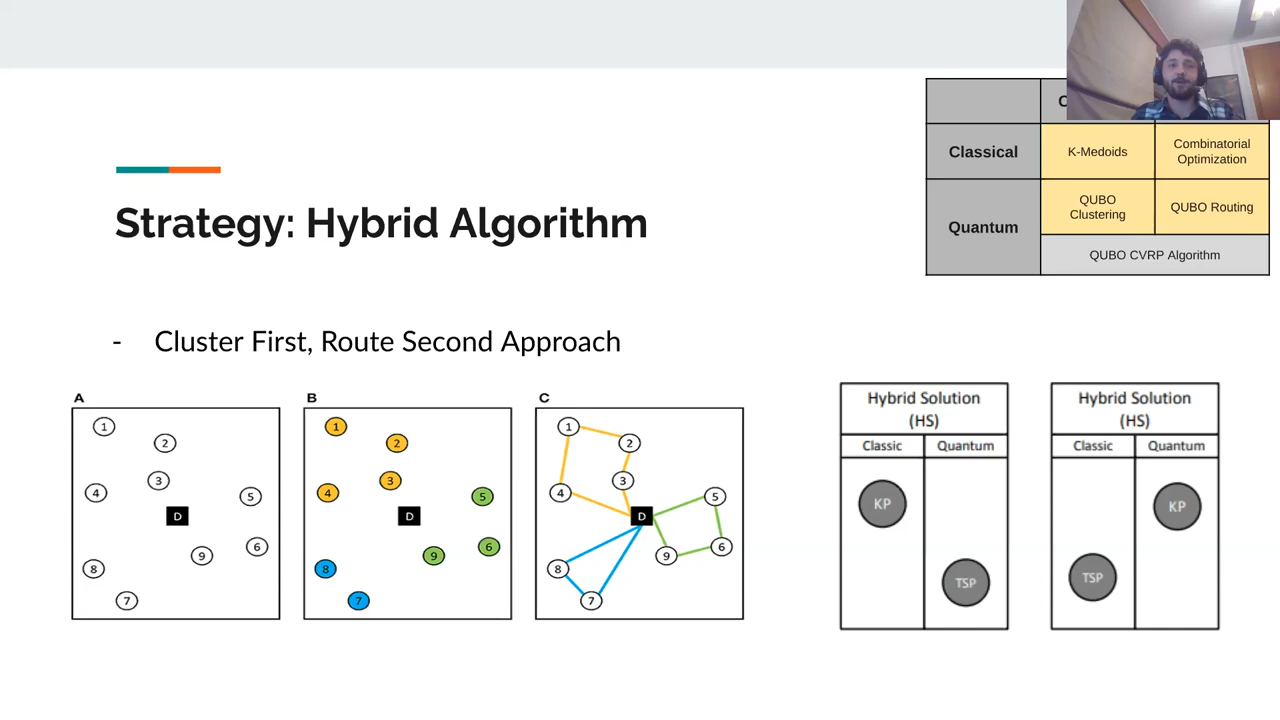 Classical
K-Medoids
Combinatorial
Optimization
Quantum
QUBO
Clustering
QUBO Routing
QUBO CVRP Algorithm
Strategy: Hybrid Algorithm
- Cluster First, Route Second Approach
A
1
2
3
4
5
D
6
9
8
7
B
1
2
3
4
5
D
6
9
8
7
C
1
2
3
4
5
D
6
9
8
7
Hybrid Solution
(HS)
Classic Quantum
KP
TSP
Hybrid Solution
(HS)
Classic Quantum
KP
TSP